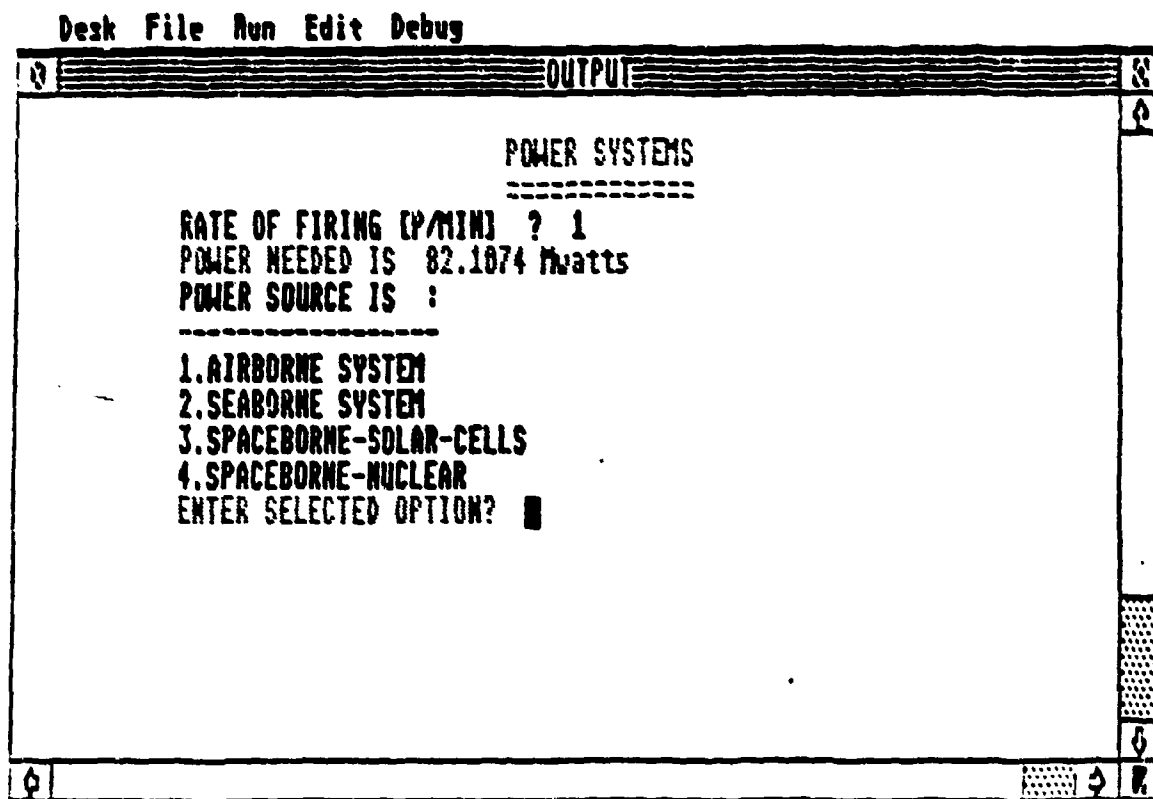 Desk File Run Edit Debug
OUTPUT
POWER SYSTEMS
=============
RATE OF FIRING [P/MIN] ? 1
POWER NEEDED IS 82.1074 Mwatts
POWER SOURCE IS :
------------------
1.AIRBORNE SYSTEM
2.SEABORNE SYSTEM
3.SPACEBORNE-SOLAR-CELLS
4.SPACEBORNE-NUCLEAR
ENTER SELECTED OPTION?